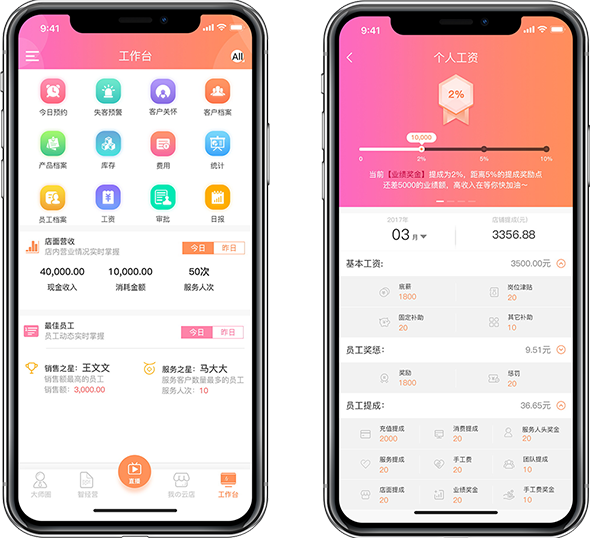 9:41
工作台
All
今日预约
失客预警
客户关怀
客户档案
产品档案
库存
费用
统计
员工档案
工资
审批
日报
店面营收
店内营业情况实时掌握
今日
昨日
40,000.00
10,000.00
50次
现金收入
消耗金额
服务人次
最佳员工
员工动态实时掌握
今日
昨日
销售之星：王文文
销售额最高的员工
销售额：3,000.00
服务之星：马大大
服务客户数量最多的员工
服务人次：10
大师圈
智经营
直播
我の云店
工作台
9:41
个人工资
2%
10,000
0
2%
5%
10%
当前【业绩奖金】提成为2%，距离5%的提成奖励点
还差5000的业绩额，高收入在等你快加油～
2017年
03月
店铺提成(元)
3356.88
基本工资:
3500.00元
底薪
1800
岗位津贴
20
固定补助
20
其它补助
10
员工奖惩:
9.51元
奖励
1800
惩罚
20
员工提成:
36.65元
充值提成
2000
消费提成
20
服务人头奖金
20
服务提成
20
手工费
20
团队提成
10
店面提成
20
业绩奖金
20
手工费奖金
10